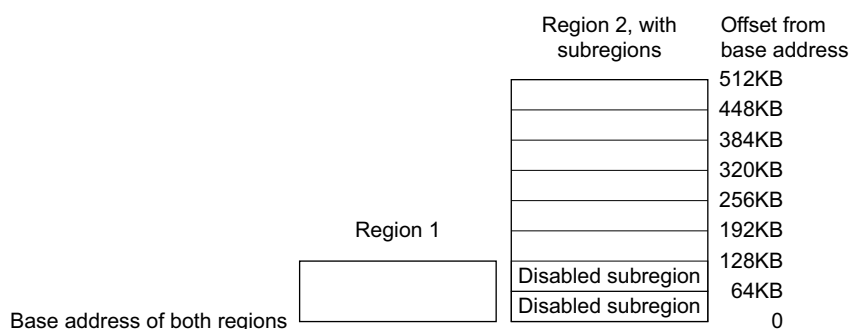 Region 2, with
subregions
Offset from
base address
512KB
448KB
384KB
320KB
256KB
Region 1
192KB
128KB
Disabled subregion
64KB
Disabled subregion
Base address of both regions
0